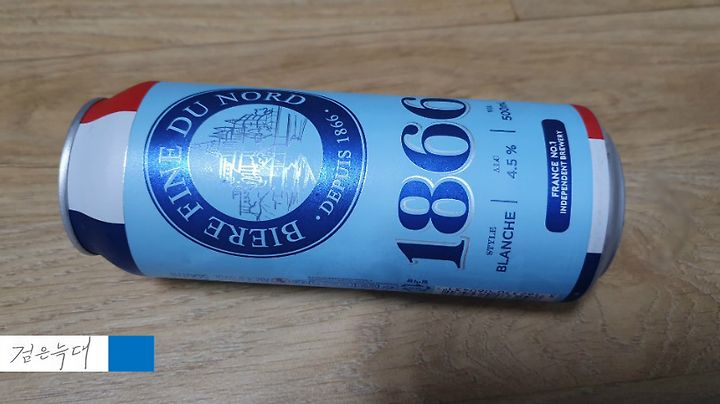 BIERE FINE DU NORD
· DEPUIS 1866 ·
1866
STYLE
BLANCHE
ALC
4.5 %
FRANCE NO.1
INDEPENDENT BREWERY
검은늑대